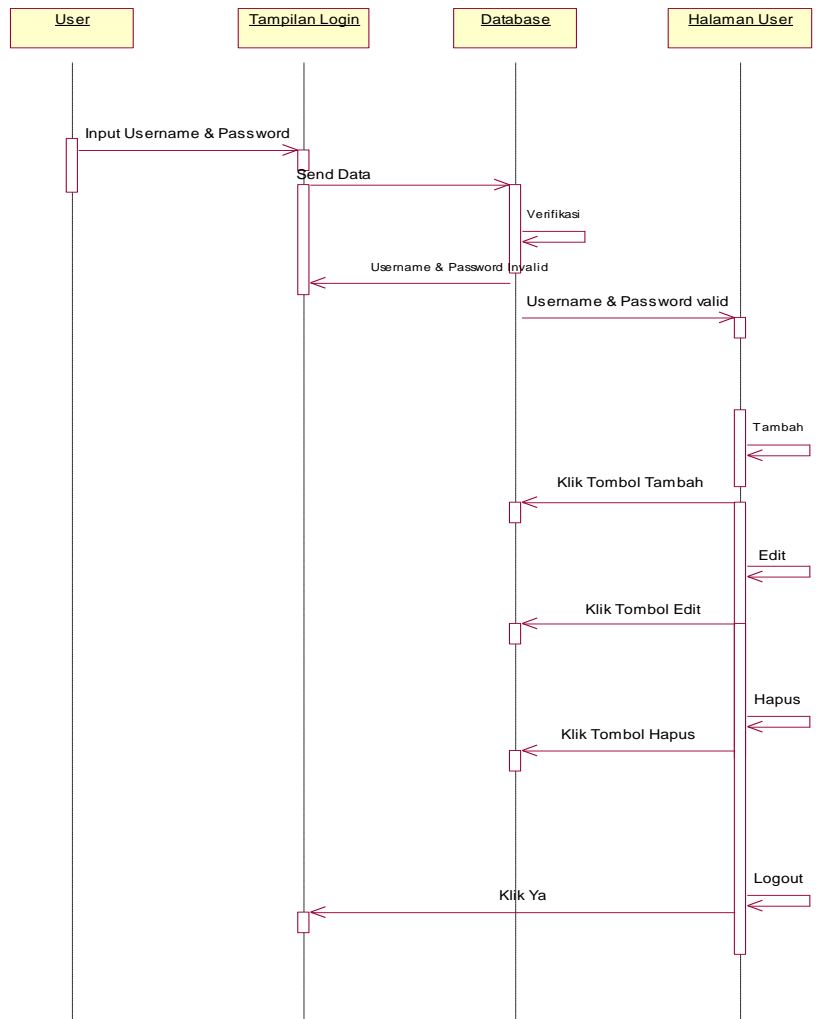 User
Tampilan Login
Database
Halaman User
Input Username & Password
Send Data
Verifikasi
Username & Password Invalid
Username & Password valid
Tambah
Klik Tombol Tambah
Edit
Klik Tombol Edit
Hapus
Klik Tombol Hapus
Logout
Klik Ya